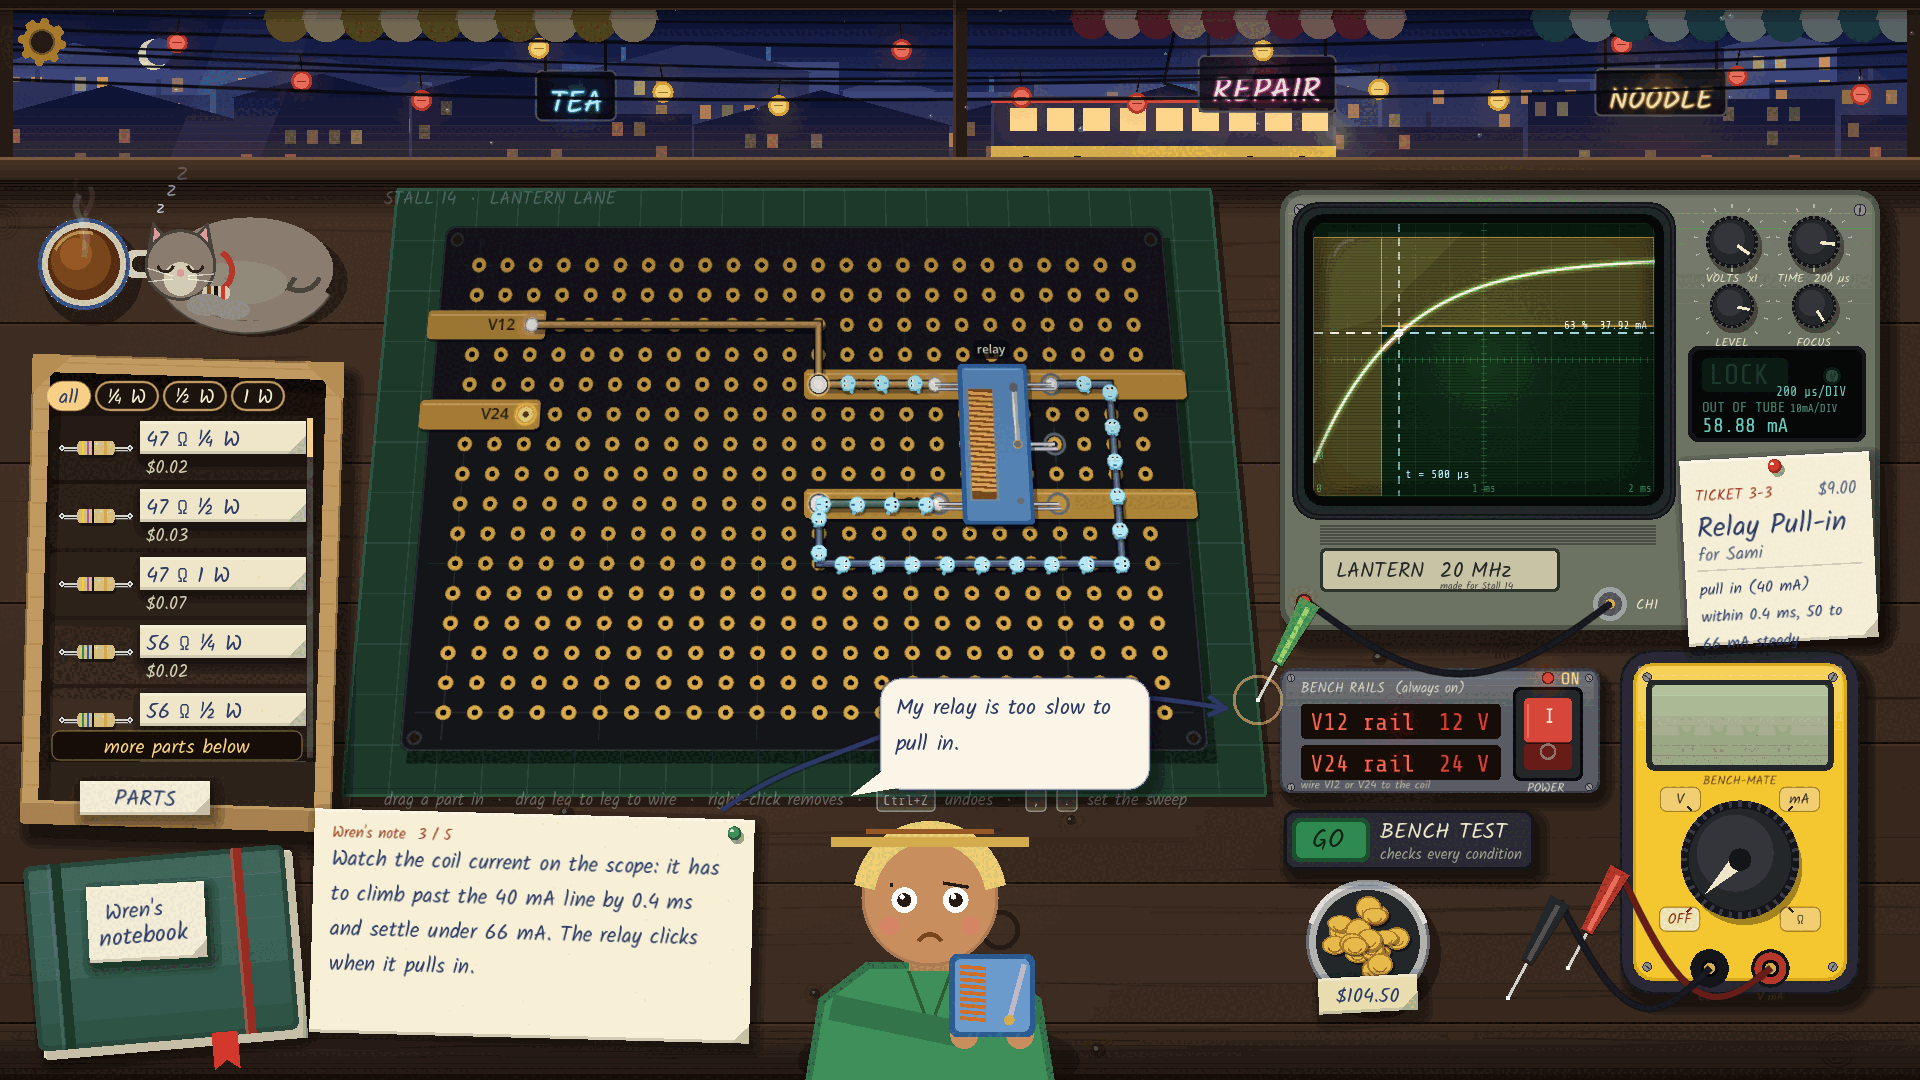 TEA
REPAIR
NOODLE
z
z
z
STALL 14 · LANTERN LANE
V12
V24
relay
all
¼ W
½ W
1 W
47 Ω ¼ W
$0.02
47 Ω ½ W
$0.03
47 Ω 1 W
$0.07
56 Ω ¼ W
$0.02
56 Ω ½ W
more parts below
PARTS
Wren's
notebook
Wren's note 3 / 5
Watch the coil current on the scope: it has
to climb past the 40 mA line by 0.4 ms
and settle under 66 mA. The relay clicks
when it pulls in.
My relay is too slow to
pull in.
drag a part in · drag leg to leg to wire · right-click removes · Ctrl+Z undoes · , . set the sweep
63 % 37.92 mA
t = 500 µs
0
1 ms
2 ms
VOLTS x1
TIME 200 µs
LEVEL
FOCUS
LOCK
200 µs/DIV
OUT OF TUBE 10mA/DIV
58.88 mA
LANTERN 20 MHz
made for Stall 14
CH1
TICKET 3-3
$9.00
Relay Pull-in
for Sami
pull in (40 mA)
within 0.4 ms, 50 to
66 mA steady
BENCH RAILS (always on)
ON
V12 rail 12 V
V24 rail 24 V
wire V12 or V24 to the coil
I
POWER
GO
BENCH TEST
checks every condition
$104.50
BENCH-MATE
V
mA
OFF
Ω